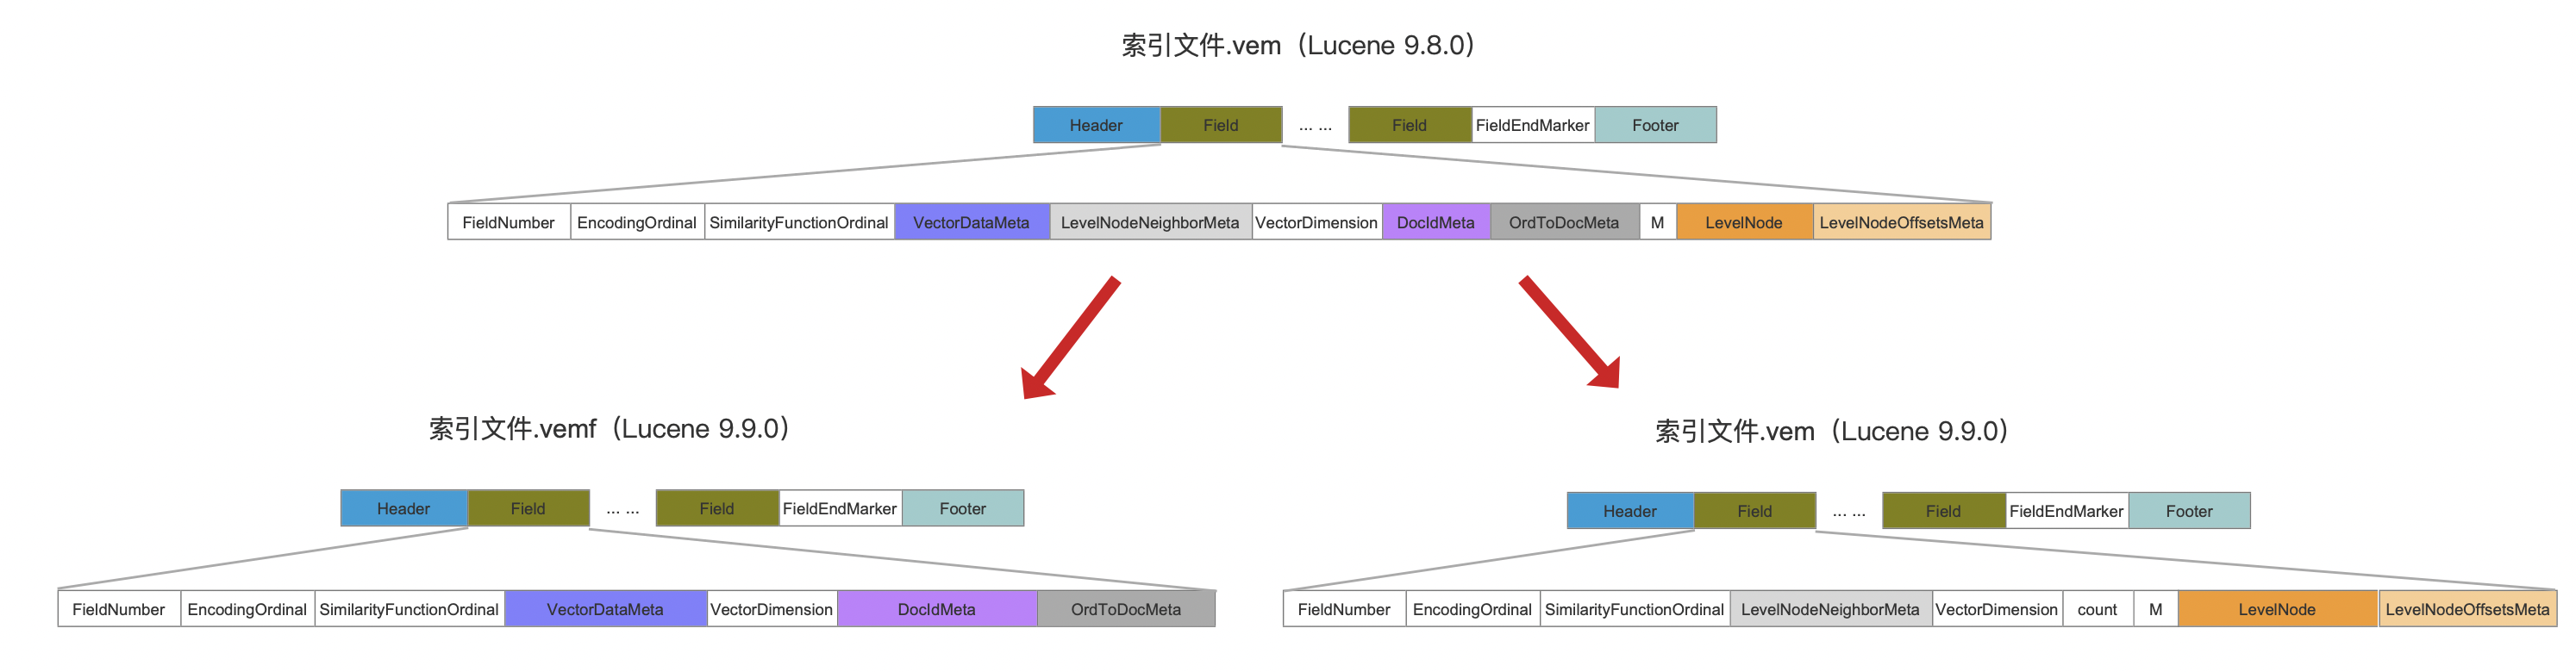 索引文件.vem（Lucene 9.8.0）
Header Field ... ... Field FieldEndMarker Footer
FieldNumber EncodingOrdinal SimilarityFunctionOrdinal VectorDataMeta LevelNodeNeighborMeta VectorDimension DocIdMeta OrdToDocMeta M LevelNode LevelNodeOffsetsMeta
索引文件.vemf（Lucene 9.9.0）
Header Field ... ... Field FieldEndMarker Footer
FieldNumber EncodingOrdinal SimilarityFunctionOrdinal VectorDataMeta VectorDimension DocIdMeta OrdToDocMeta
索引文件.vem（Lucene 9.9.0）
Header Field ... ... Field FieldEndMarker Footer
FieldNumber EncodingOrdinal SimilarityFunctionOrdinal LevelNodeNeighborMeta VectorDimension count M LevelNode LevelNodeOffsetsMeta